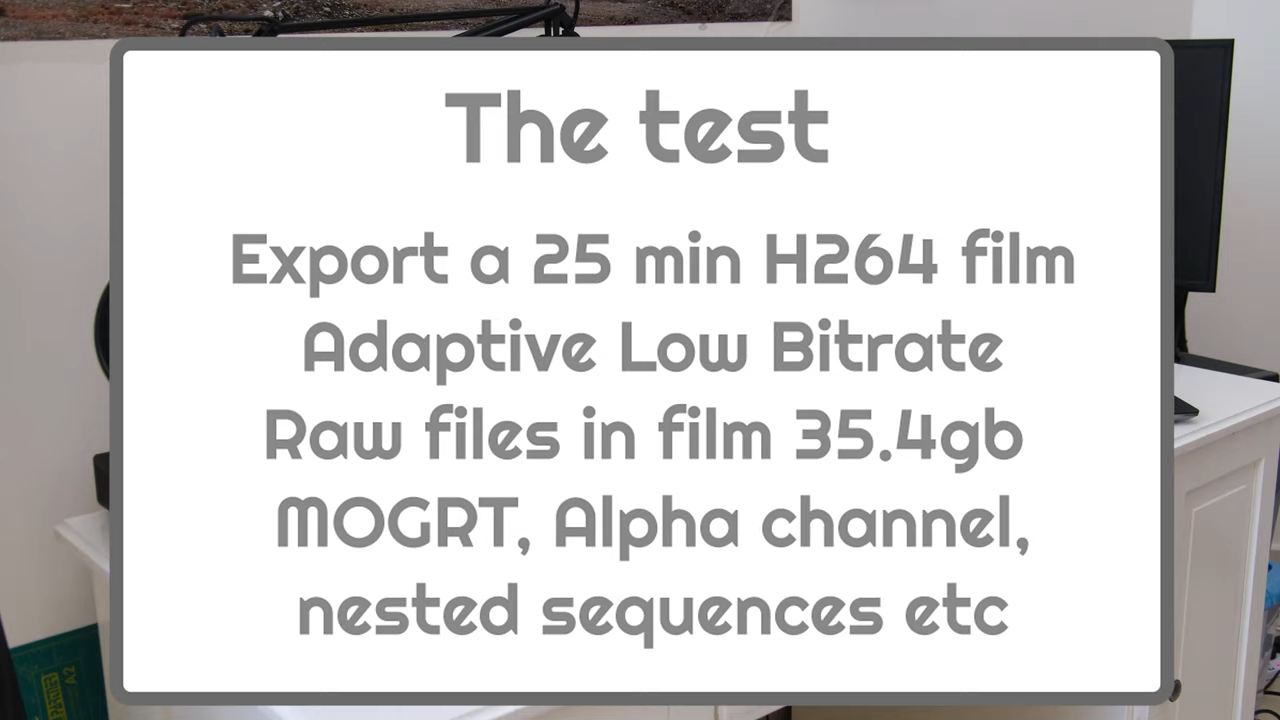 The test
Export a 25 min H264 film
Adaptive Low Bitrate
Raw files in film 35.4gb
MOGRT, Alpha channel,
nested sequences etc
A2